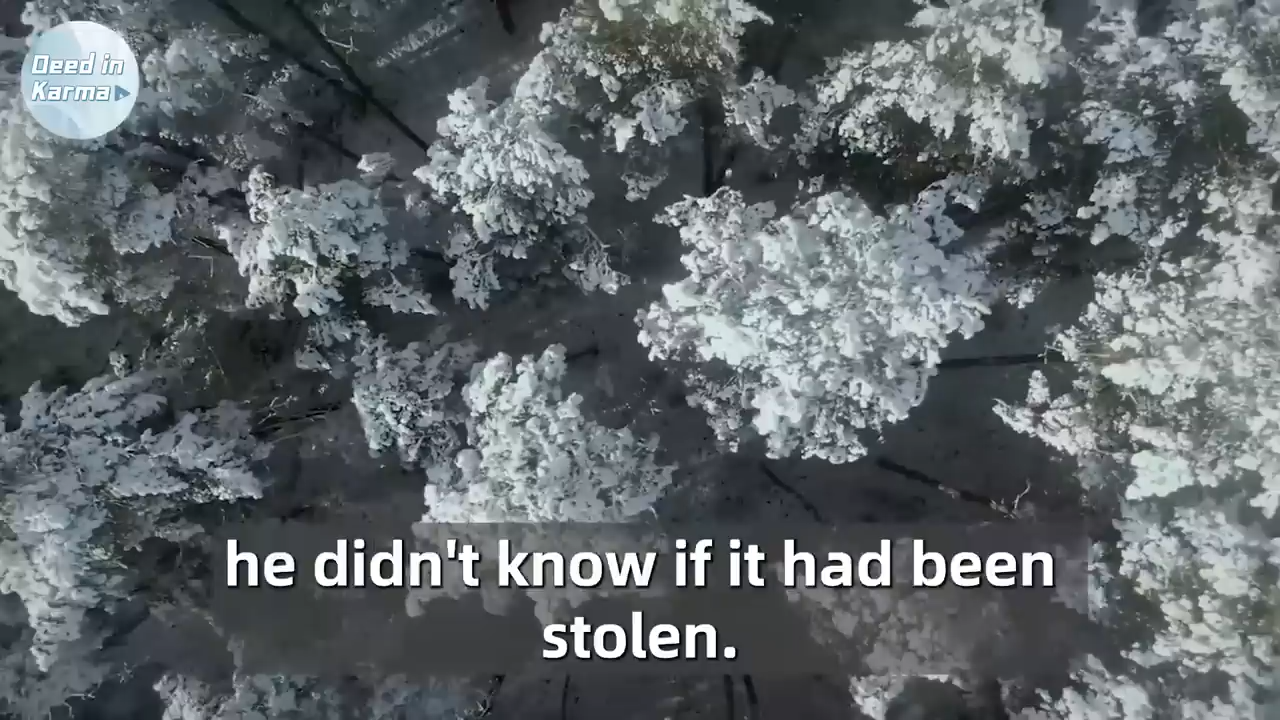 Deed in
Karma
he didn't know if it had been
stolen.